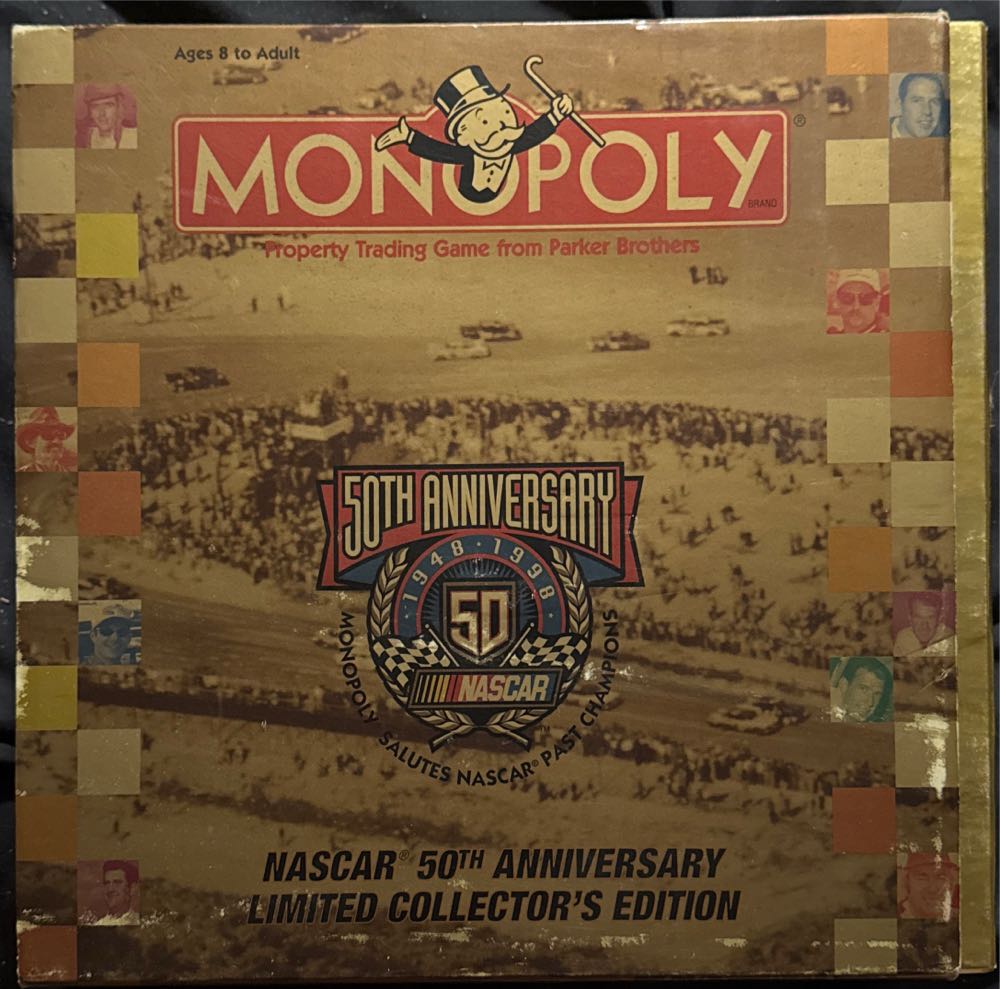 Ages 8 to Adult
MONOPOLY®
BRAND
Property Trading Game from Parker Brothers
50TH ANNIVERSARY
· 1948 · 1998 ·
50
NASCAR
TM
MONOPOLY SALUTES NASCAR® PAST CHAMPIONS
NASCAR® 50TH ANNIVERSARY
LIMITED COLLECTOR'S EDITION